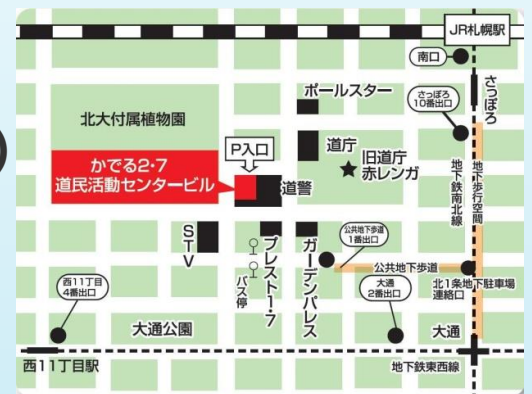 JR札幌駅
南口
さっぽろ
ポールスター
さっぽろ
10番出口
北大付属植物園
P入口
道庁
旧道庁
赤レンガ
地下鉄南北線
地下歩行空間
かでる2・7
道民活動センタービル
道警
STV
バス停
プレスト1・7
ガーデンパレス
公共地下歩道
1番出口
公共地下歩道
北1条地下駐車場
連絡口
西11丁目
4番出口
大通
2番出口
大通公園
大通
西11丁目駅
地下鉄東西線